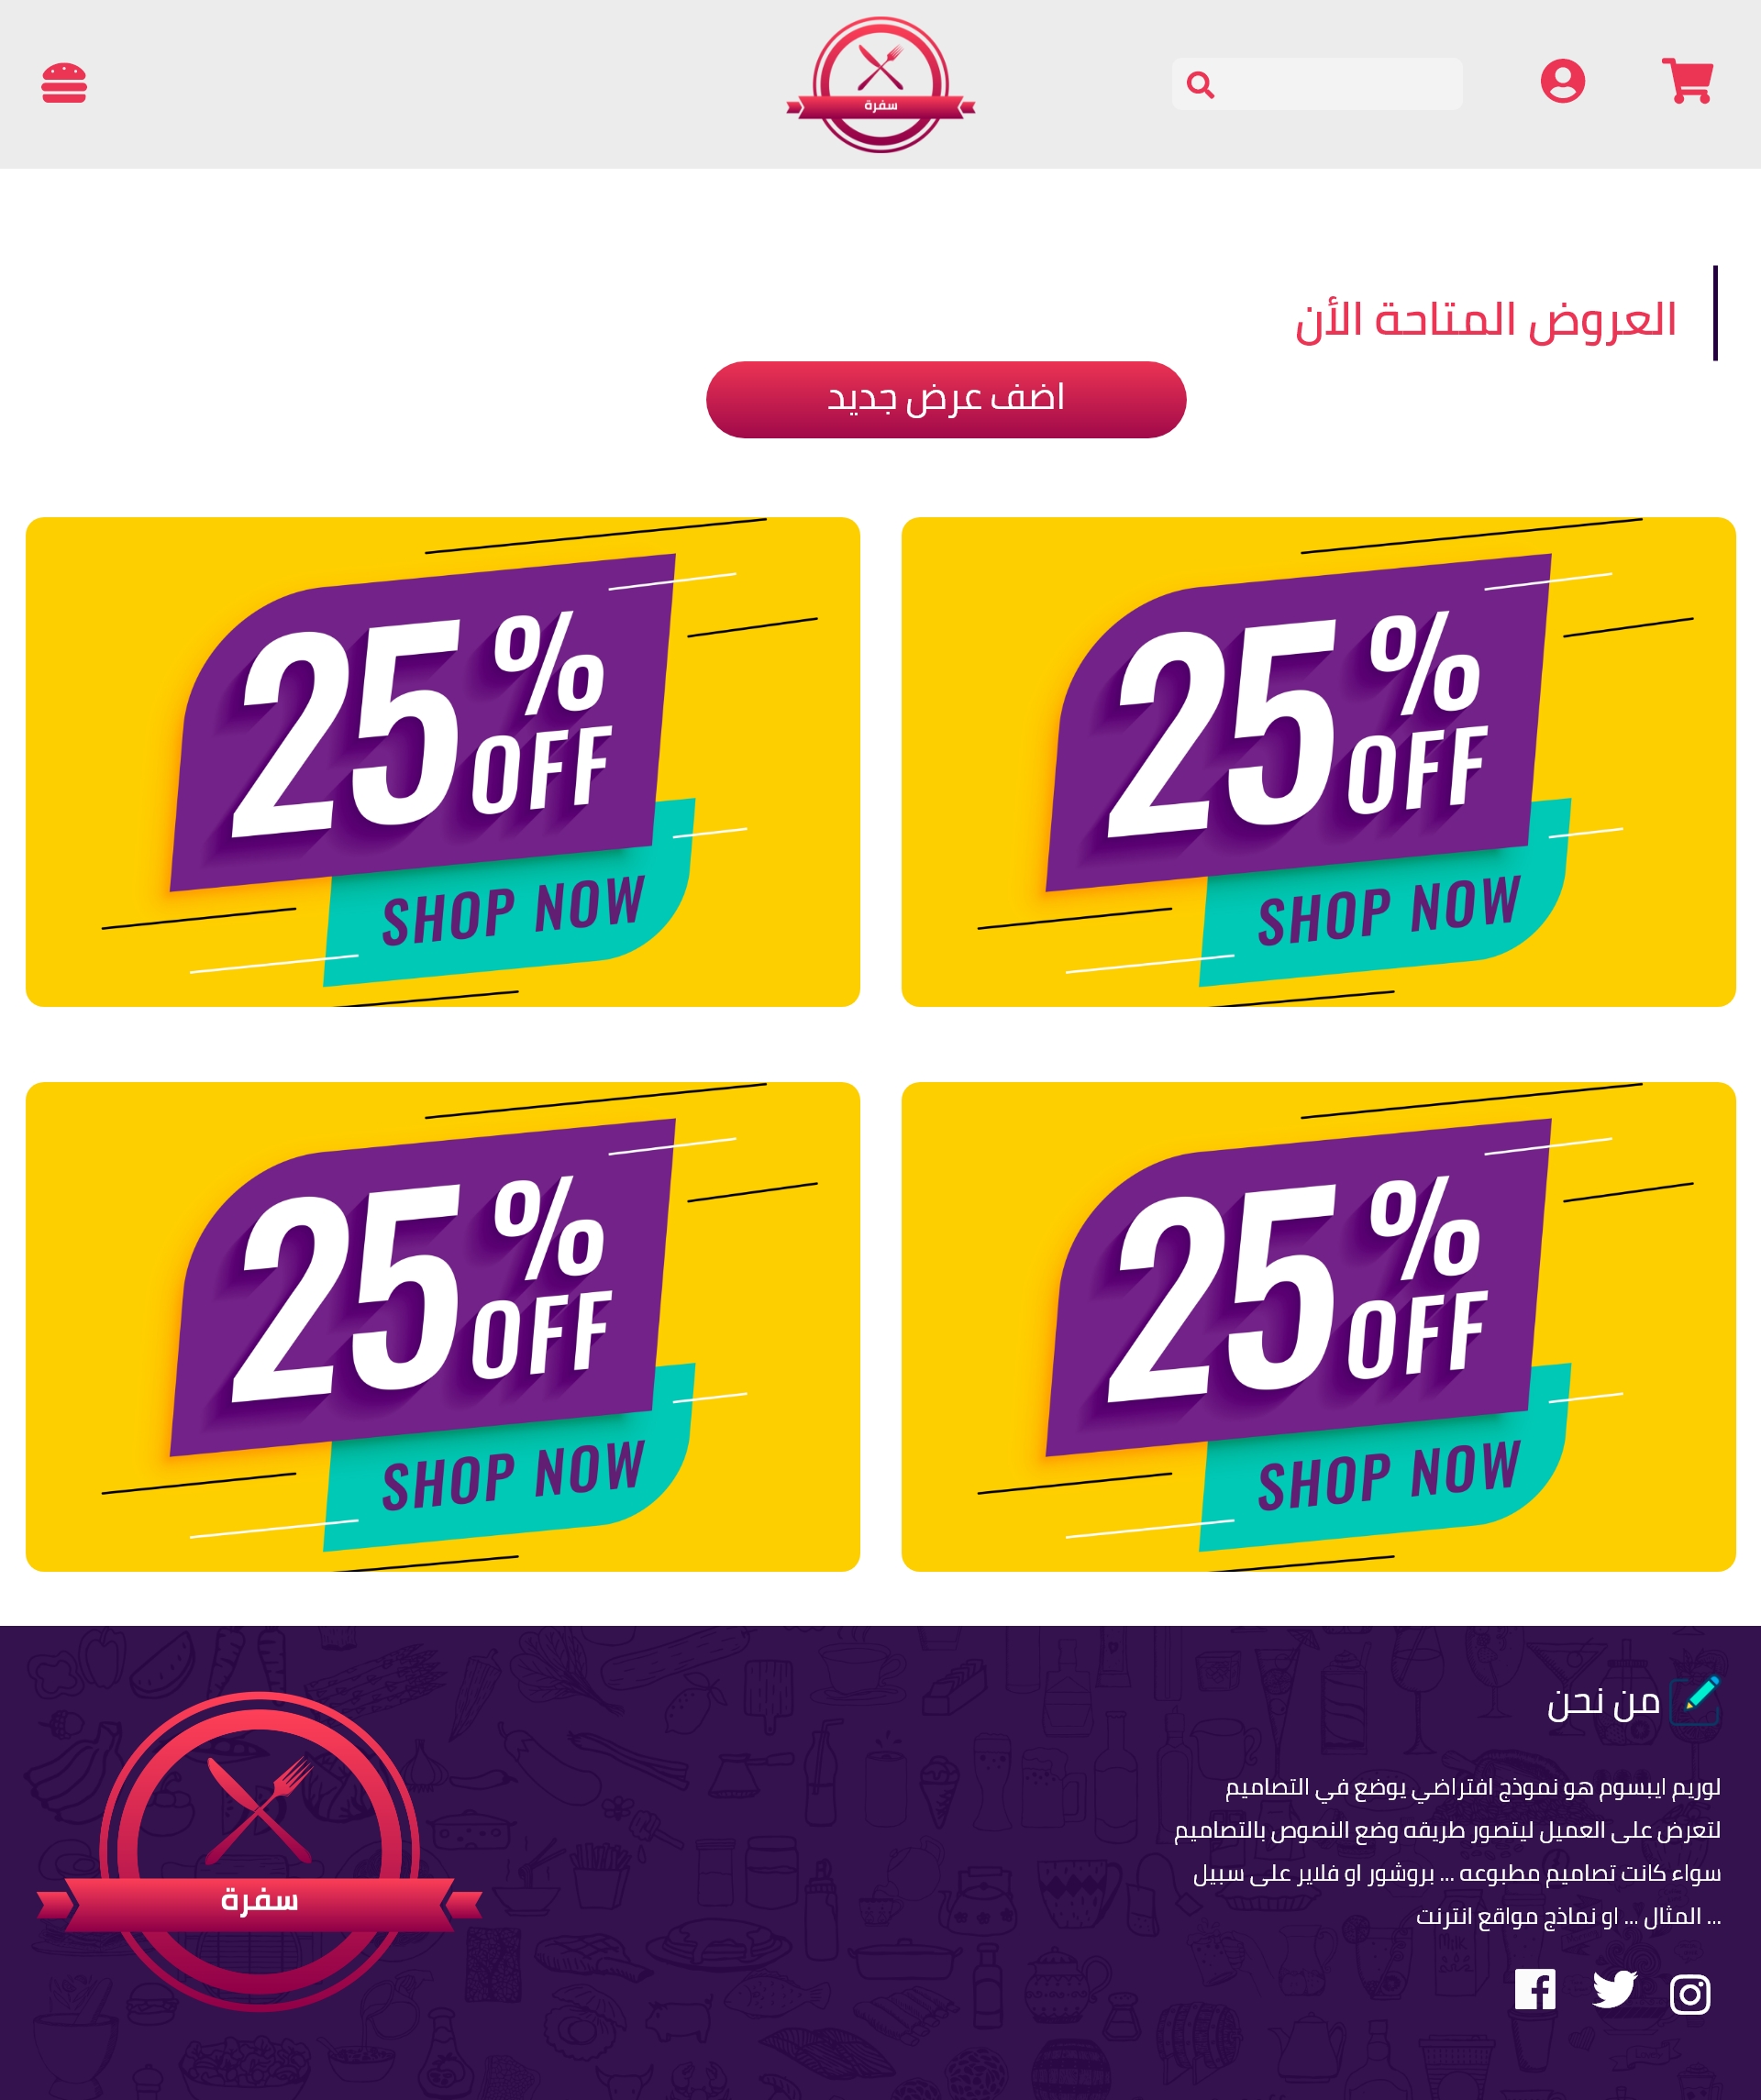 سفرة
العروض المتاحة الأن
اضف عرض جديد
25%
OFF
SHOP NOW
25%
OFF
SHOP NOW
25%
OFF
SHOP NOW
25%
OFF
SHOP NOW
من نحن
لوريم ايبسوم هو نموذج افتراضي يوضع في التصاميم
لتعرض على العميل ليتصور طريقه وضع النصوص بالتصاميم
سواء كانت تصاميم مطبوعه ... بروشور او فلاير على سبيل
... المثال ... او نماذج مواقع انترنت
سفرة